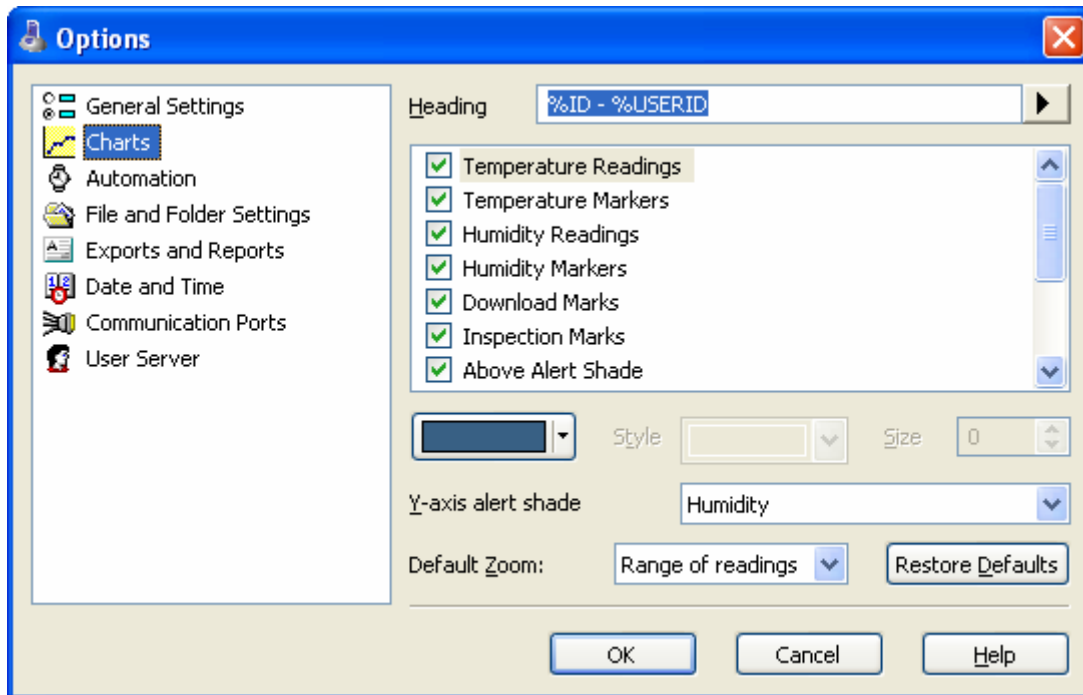 Options
General Settings
Charts
Automation
File and Folder Settings
Exports and Reports
Date and Time
Communication Ports
User Server
Heading
%ID - %USERID
Temperature Readings
Temperature Markers
Humidity Readings
Humidity Markers
Download Marks
Inspection Marks
Above Alert Shade
Style
Size
0
Y-axis alert shade
Humidity
Default Zoom:
Range of readings
Restore Defaults
OK
Cancel
Help